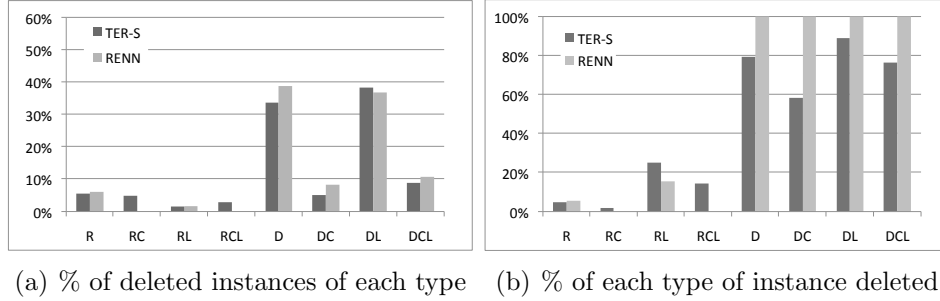 60%
50%
40%
30%
20%
10%
0%
TER-S
RENN
R RC RL RCL D DC DL DCL
100%
80%
60%
40%
20%
0%
TER-S
RENN
R RC RL RCL D DC DL DCL
(a) % of deleted instances of each type
(b) % of each type of instance deleted